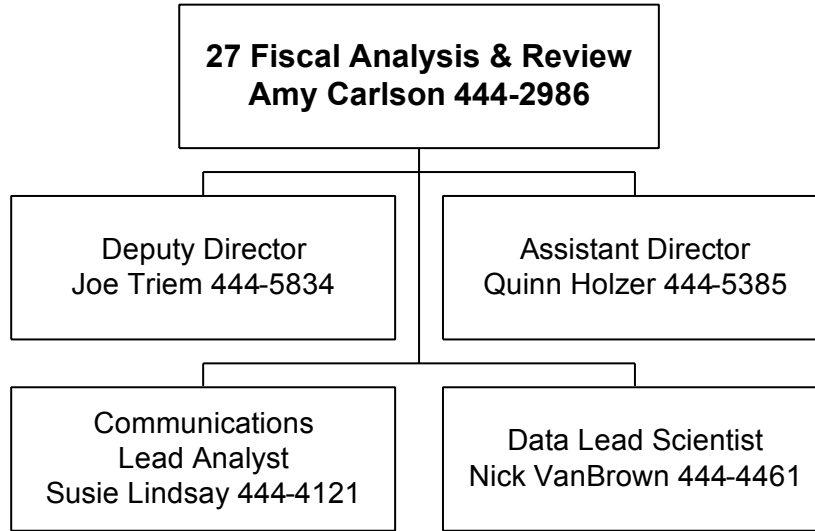 27 Fiscal Analysis & Review
Amy Carlson 444-2986
Deputy Director
Joe Triem 444-5834
Assistant Director
Quinn Holzer 444-5385
Communications
Lead Analyst
Susie Lindsay 444-4121
Data Lead Scientist
Nick VanBrown 444-4461